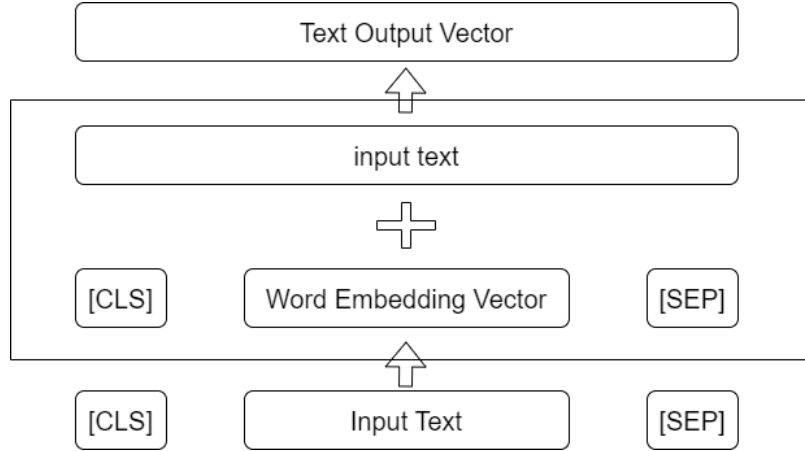 Text Output Vector
input text
[CLS] Word Embedding Vector [SEP]
[CLS] Input Text [SEP]